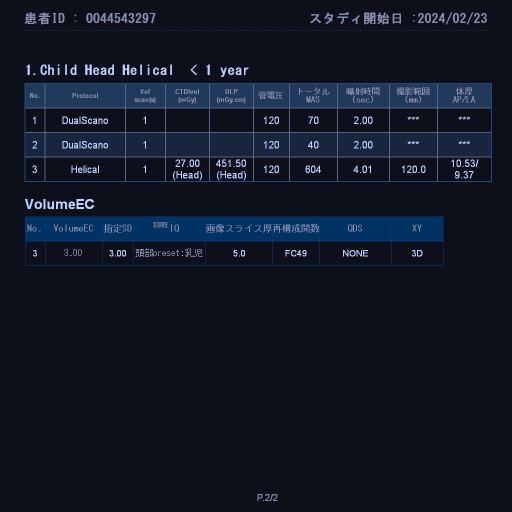 患者ID : 0044543297 スタディ開始日 :2024/02/23
1.Child Head Helical < 1 year
No. Protocol #of scan(s) CTDIvol (mGy) DLP (mGy.cm) 管電圧 トータル MAS 曝射時間 (sec) 撮影範囲 (mm) 体厚 AP/LA
1 DualScano 1 120 70 2.00 *** ***
2 DualScano 1 120 40 2.00 *** ***
3 Helical 1 27.00 (Head) 451.50 (Head) 120 604 4.01 120.0 10.53/ 9.37
VolumeEC
No. VolumeEC 指定SD SURE IQ 画像スライス厚 再構成関数 QDS XY
3 3.00 3.00 頭部preset:乳児 5.0 FC49 NONE 3D
P.2/2